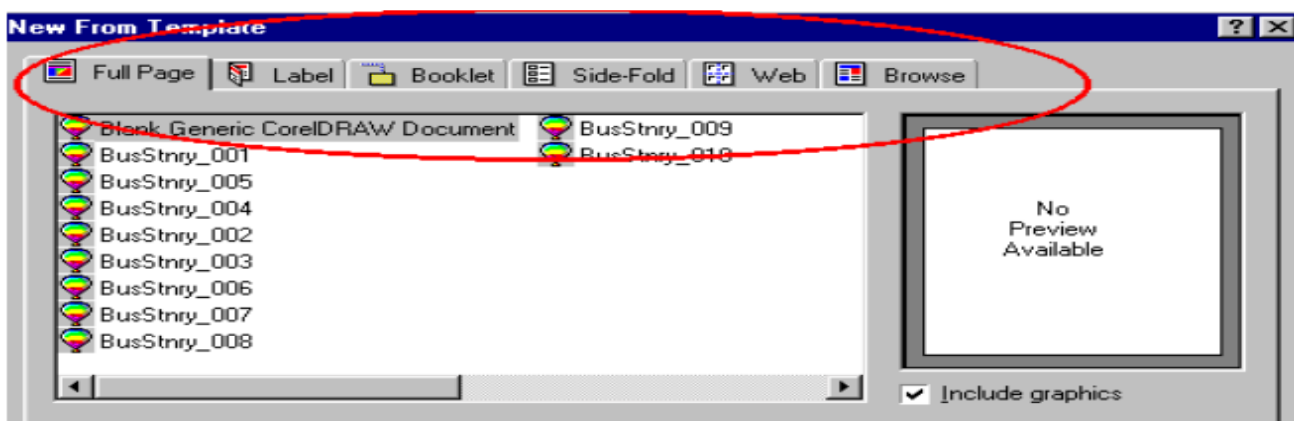 New From Template
Full Page Label Booklet Side-Fold Web Browse
Blank Generic CorelDRAW Document
BusStnry_001
BusStnry_005
BusStnry_004
BusStnry_002
BusStnry_003
BusStnry_006
BusStnry_007
BusStnry_008
BusStnry_009
BusStnry_010
No
Preview
Available
Include graphics